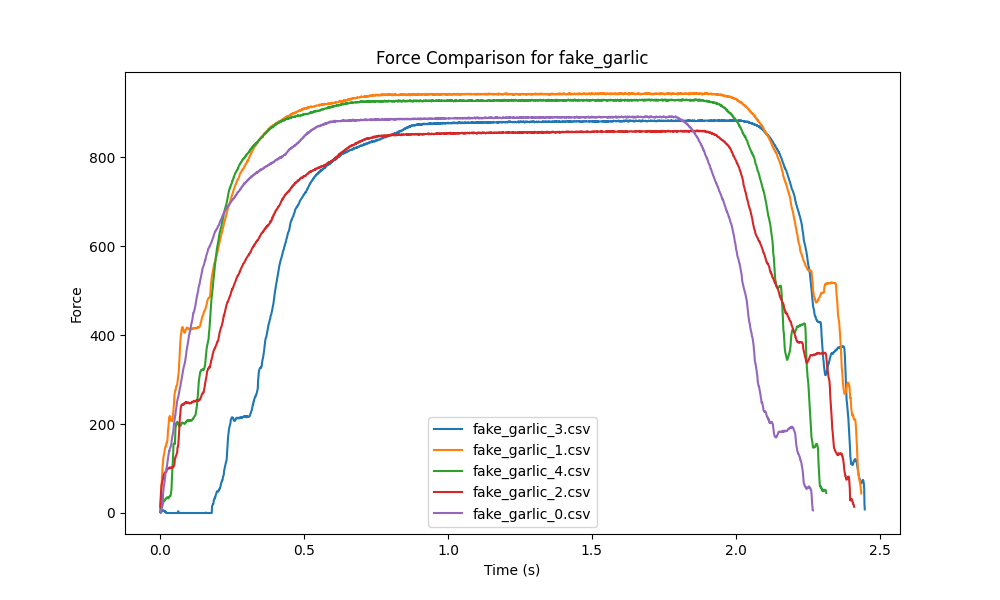 Force Comparison for fake_garlic
Force
800
600
400
200
0
fake_garlic_3.csv
fake_garlic_1.csv
fake_garlic_4.csv
fake_garlic_2.csv
fake_garlic_0.csv
0.0
0.5
1.0
1.5
2.0
2.5
Time (s)